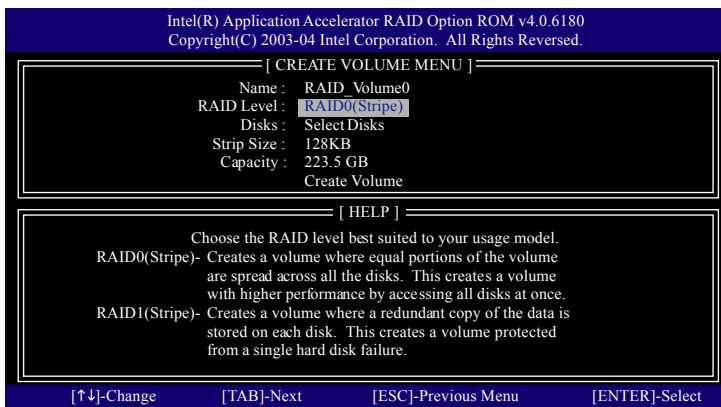 Intel(R) Application Accelerator RAID Option ROM v4.0.6180
Copyright(C) 2003-04 Intel Corporation. All Rights Reversed.
[ CREATE VOLUME MENU ]
Name : RAID_Volume0
RAID Level : RAID0(Stripe)
Disks : Select Disks
Strip Size : 128KB
Capacity : 223.5 GB
Create Volume
[ HELP ]
Choose the RAID level best suited to your usage model.
RAID0(Stripe)- Creates a volume where equal portions of the volume
are spread across all the disks. This creates a volume
with higher performance by accessing all disks at once.
RAID1(Stripe)- Creates a volume where a redundant copy of the data is
stored on each disk. This creates a volume protected
from a single hard disk failure.
[↑↓]-Change [TAB]-Next [ESC]-Previous Menu [ENTER]-Select